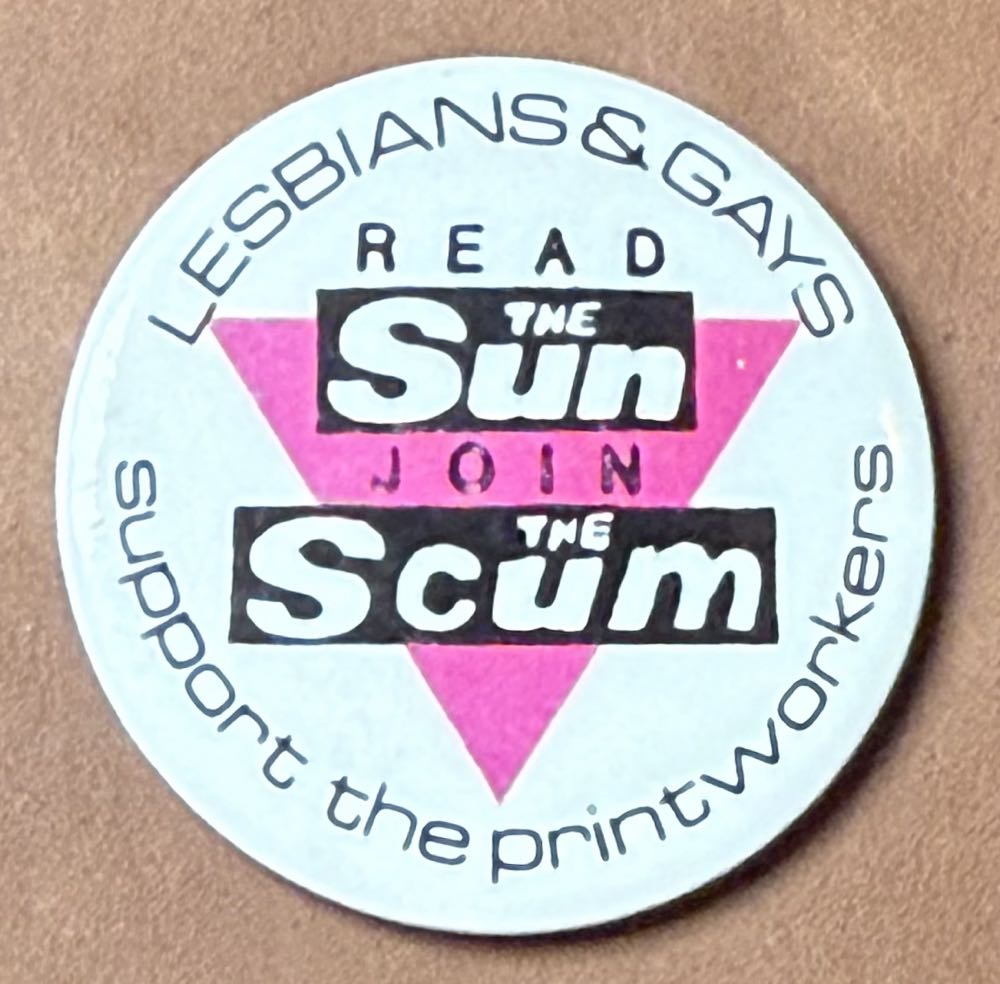 LESBIANS & GAYS
READ
THE
Sun
JOIN
THE
Scum
support the printworkers